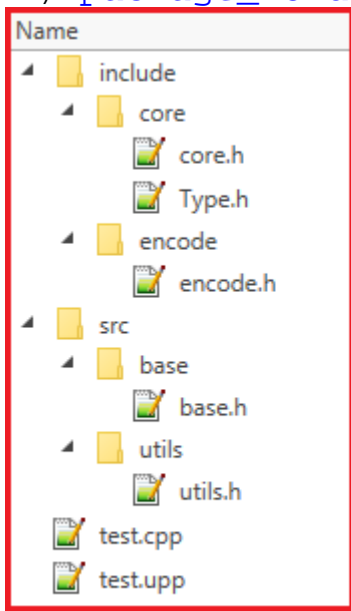 Name
include
core
core.h
Type.h
encode
encode.h
src
base
base.h
utils
utils.h
test.cpp
test.upp